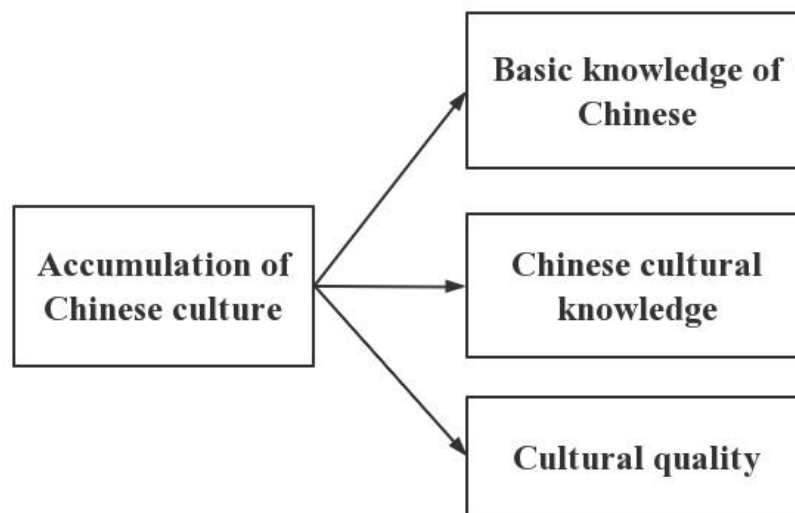 Basic knowledge of
Chinese
Accumulation of
Chinese culture
Chinese cultural
knowledge
Cultural quality